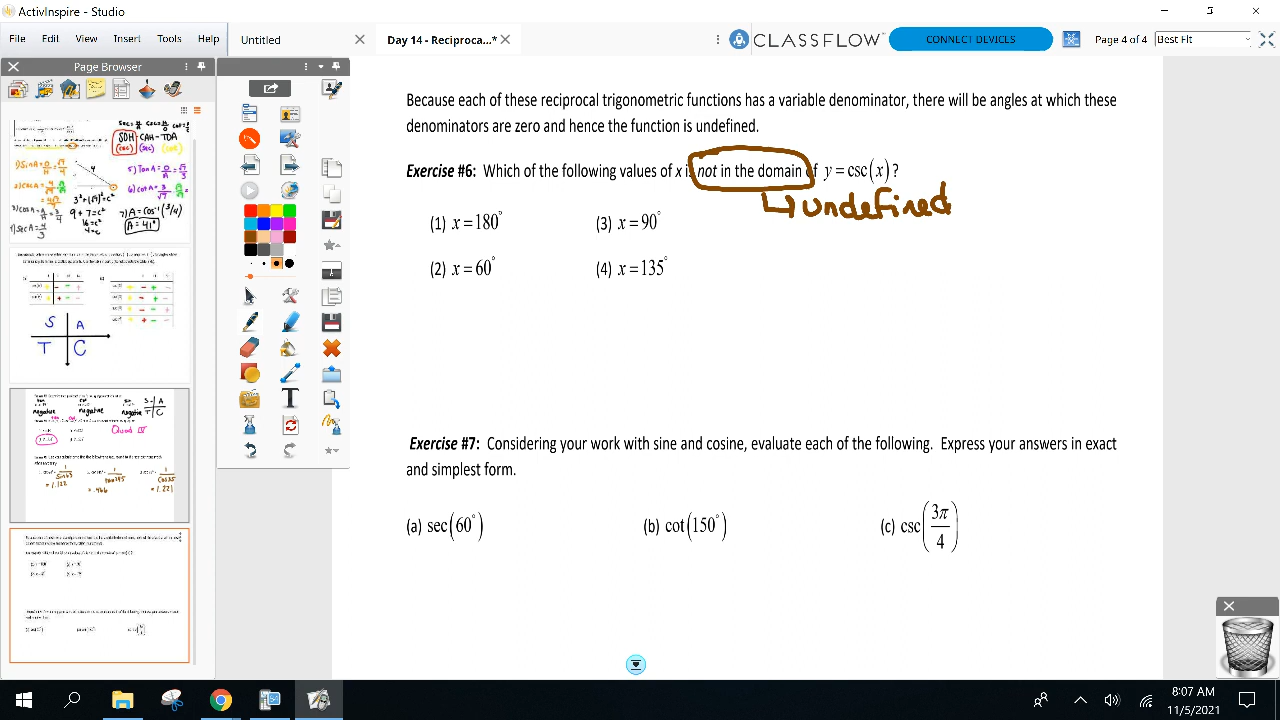 ActivInspire - Studio
File Edit View Insert Tools Help
Untitled
Day 14 - Reciproca...*
CLASSFLOW
CONNECT DEVICES
Page 4 of 4
Best Fit
Page Browser
Because each of these reciprocal trigonometric functions has a variable denominator, there will be angles at which these
denominators are zero and hence the function is undefined.
Exercise #6: Which of the following values of x is not in the domain of y = csc(x)?
undefined
(1) x = 180° (3) x = 90°
(2) x = 60° (4) x = 135°
Exercise #7: Considering your work with sine and cosine, evaluate each of the following. Express your answers in exact
and simplest form.
(a) sec(60°) (b) cot(150°) (c) csc(3π/4)
SOH-CAH-TOA
S A
T C
Quad IV
8:07 AM
11/5/2021